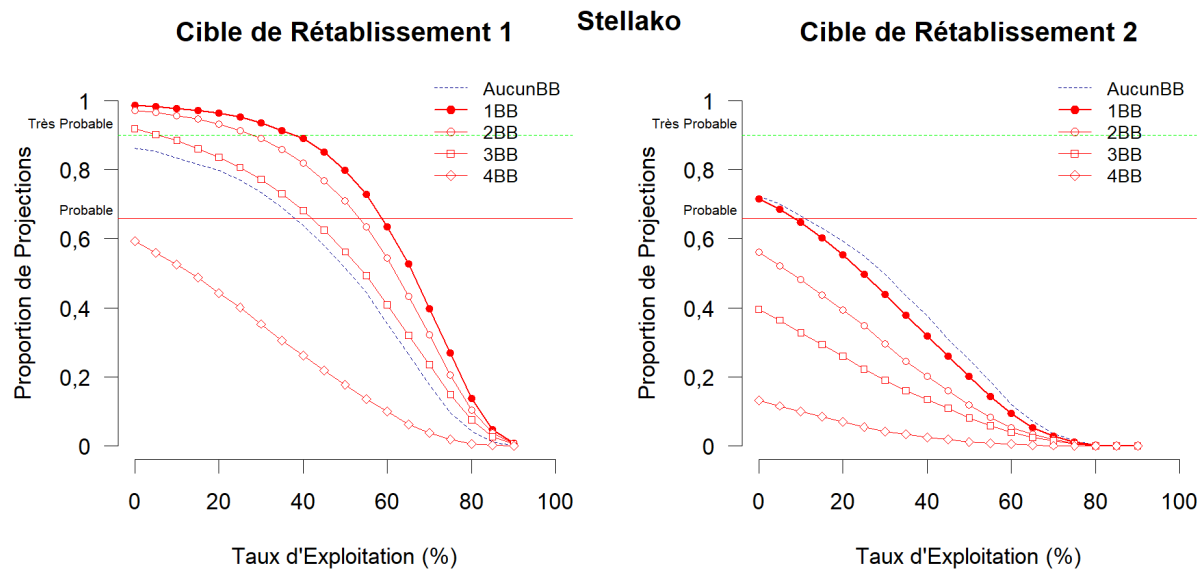 Stellako
Cible de Rétablissement 1
AucunBB
1BB
2BB
3BB
4BB
Très Probable
Probable
1
0,8
0,6
0,4
0,2
0
Proportion de Projections
0 20 40 60 80 100
Taux d'Exploitation (%)
Cible de Rétablissement 2
AucunBB
1BB
2BB
3BB
4BB
Très Probable
Probable
1
0,8
0,6
0,4
0,2
0
Proportion de Projections
0 20 40 60 80 100
Taux d'Exploitation (%)